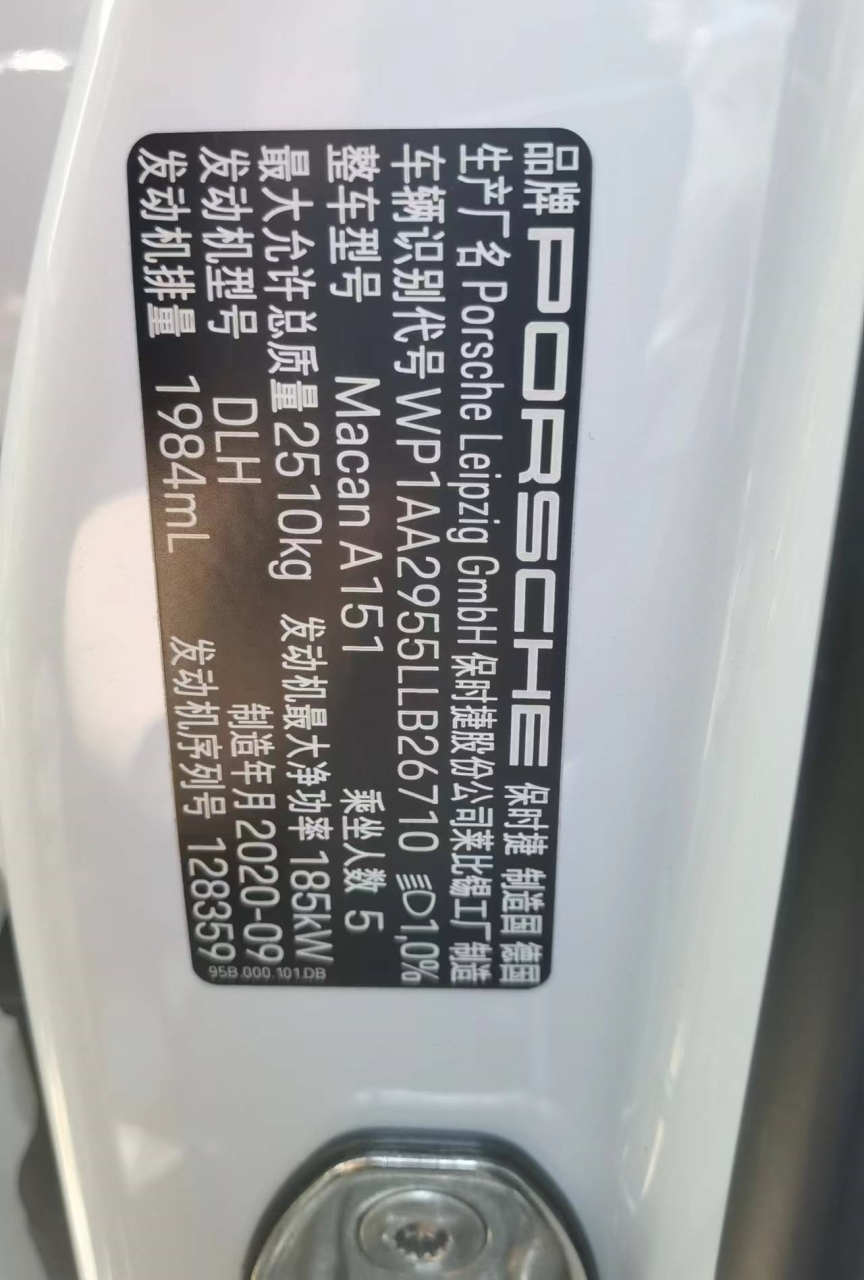 品牌 PORSCHE 保时捷 制造国 德国
生产厂名 Porsche Leipzig GmbH 保时捷股份公司莱比锡工厂制造
车辆识别代号 WP1AA2955LLB26710 1,0%
整车型号 Macan A151 乘坐人数 5
最大允许总质量 2510kg 发动机最大净功率 185kW
发动机型号 DLH 制造年月 2020-09
发动机排量 1984mL 发动机序列号 128359
95B.000.101.DB